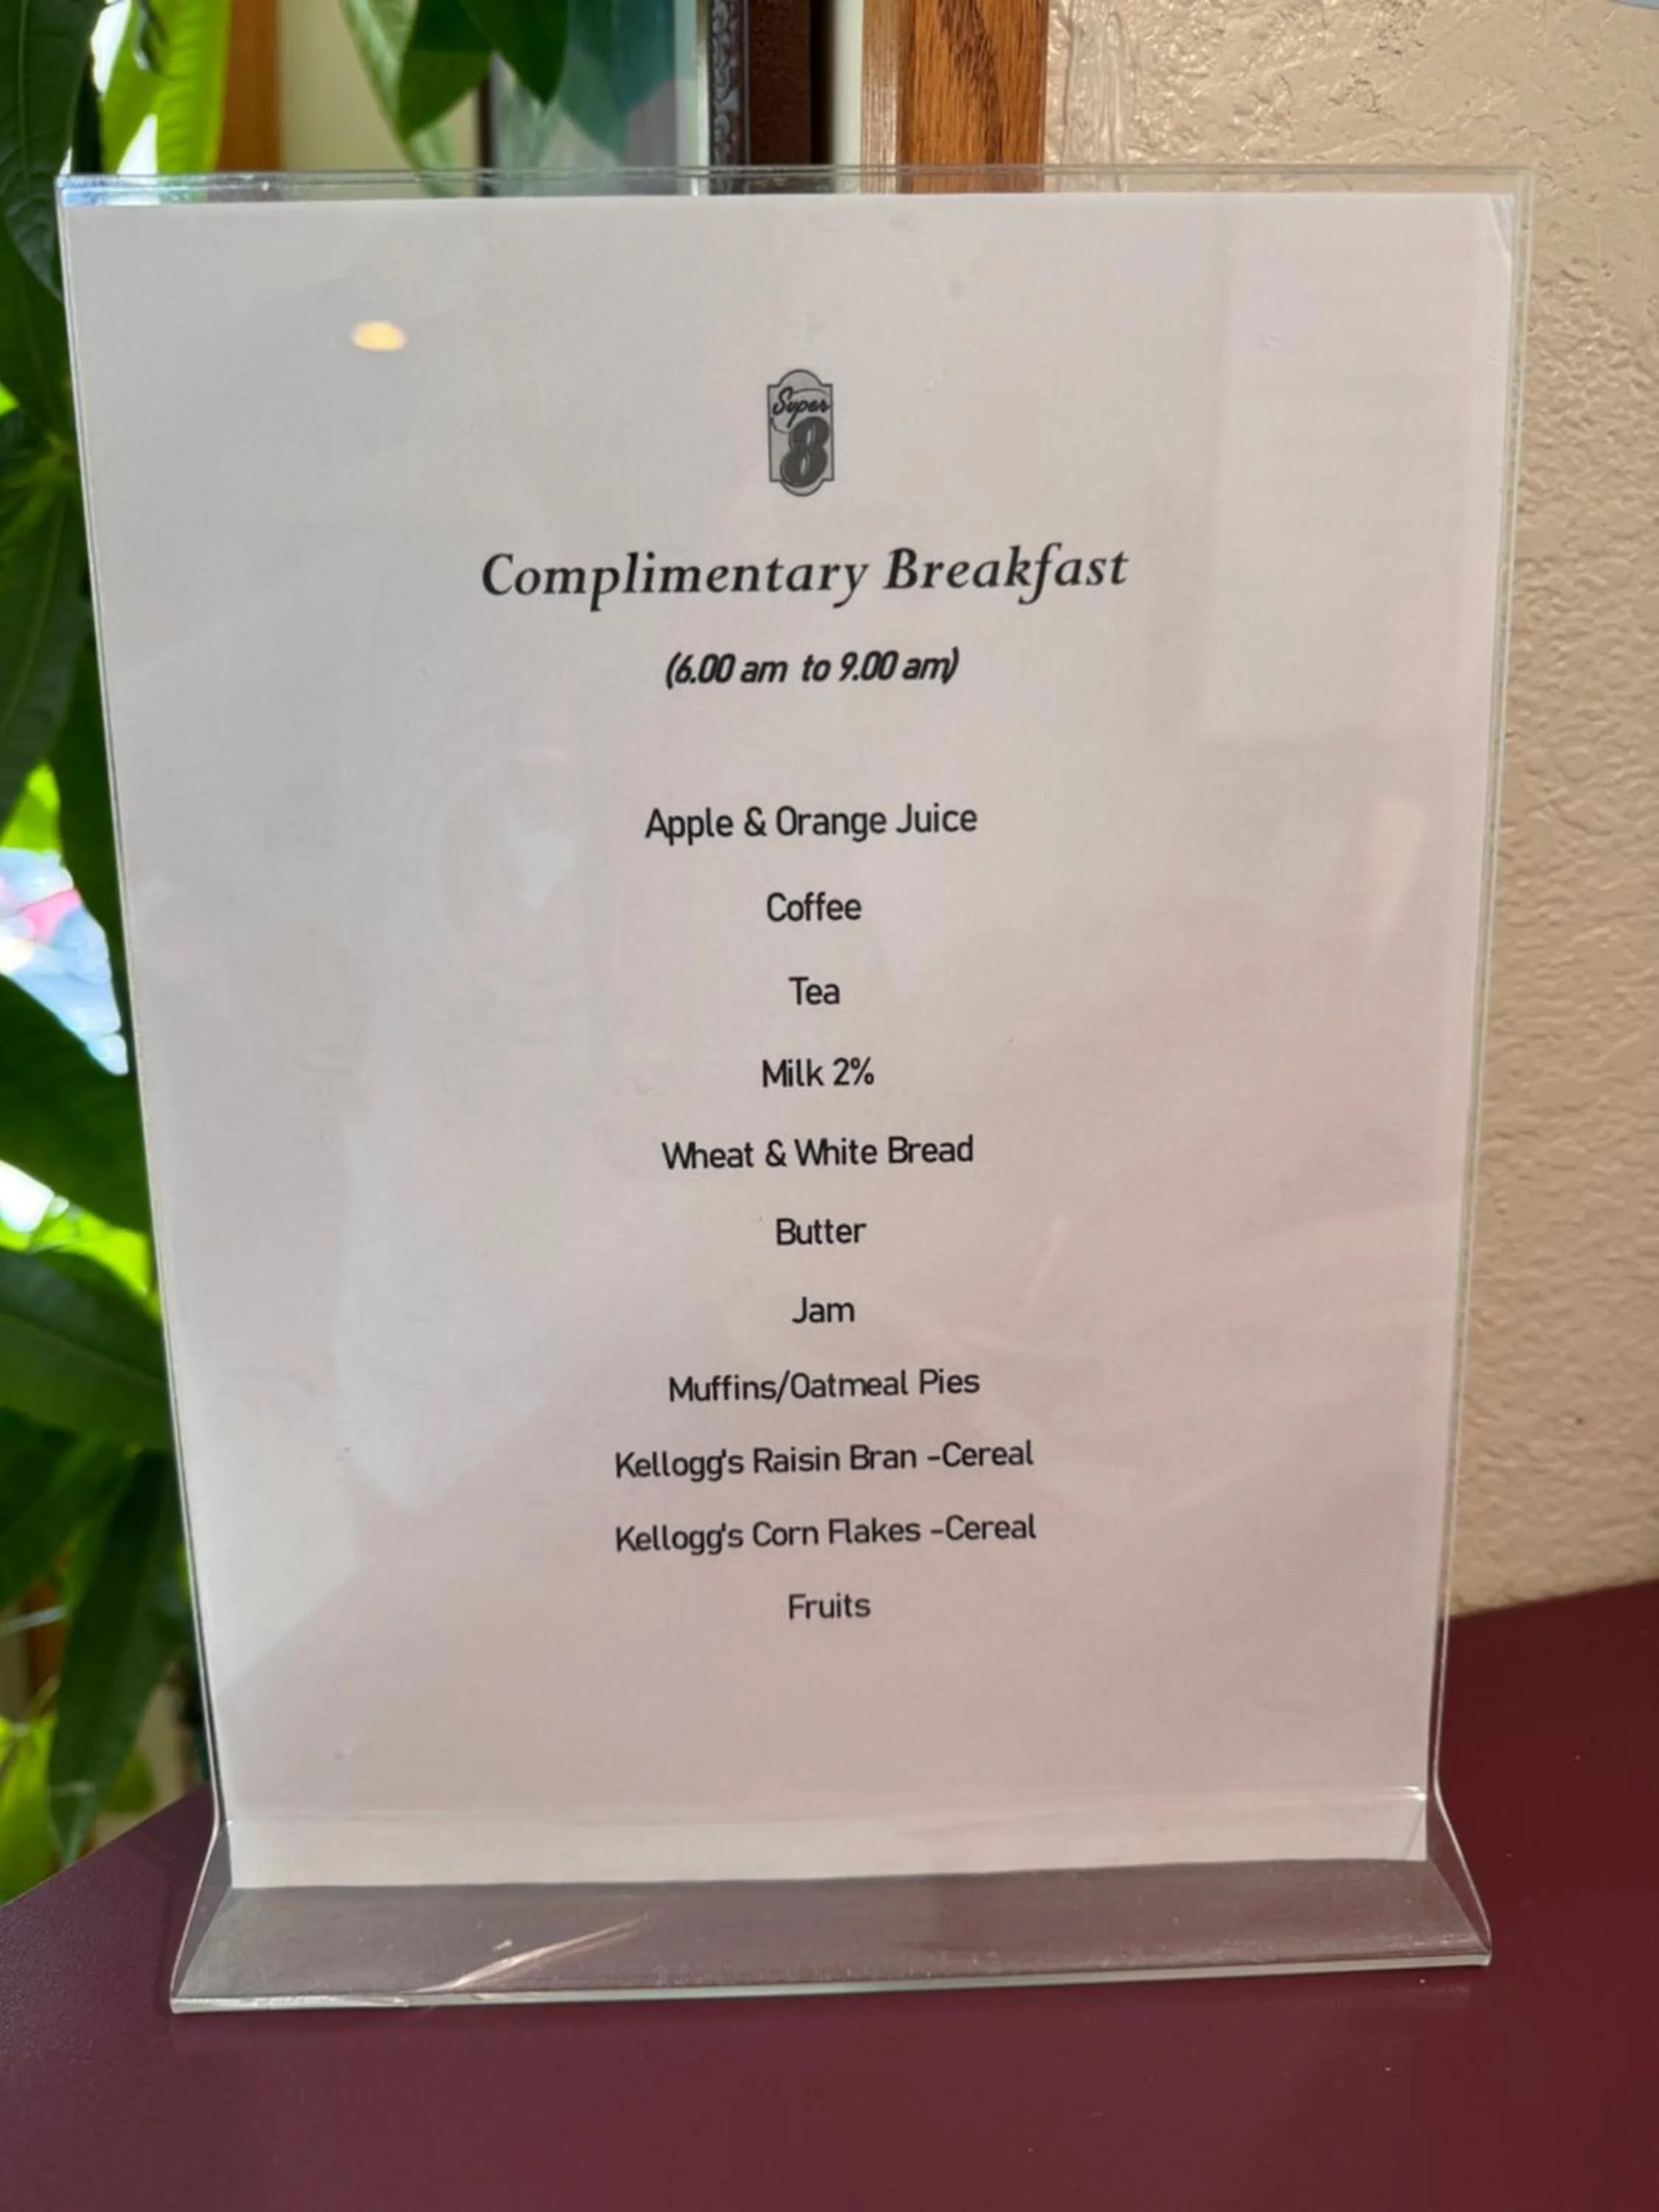 Super
8
Complimentary Breakfast
(6.00 am to 9.00 am)
Apple & Orange Juice
Coffee
Tea
Milk 2%
Wheat & White Bread
Butter
Jam
Muffins/Oatmeal Pies
Kellogg's Raisin Bran -Cereal
Kellogg's Corn Flakes -Cereal
Fruits